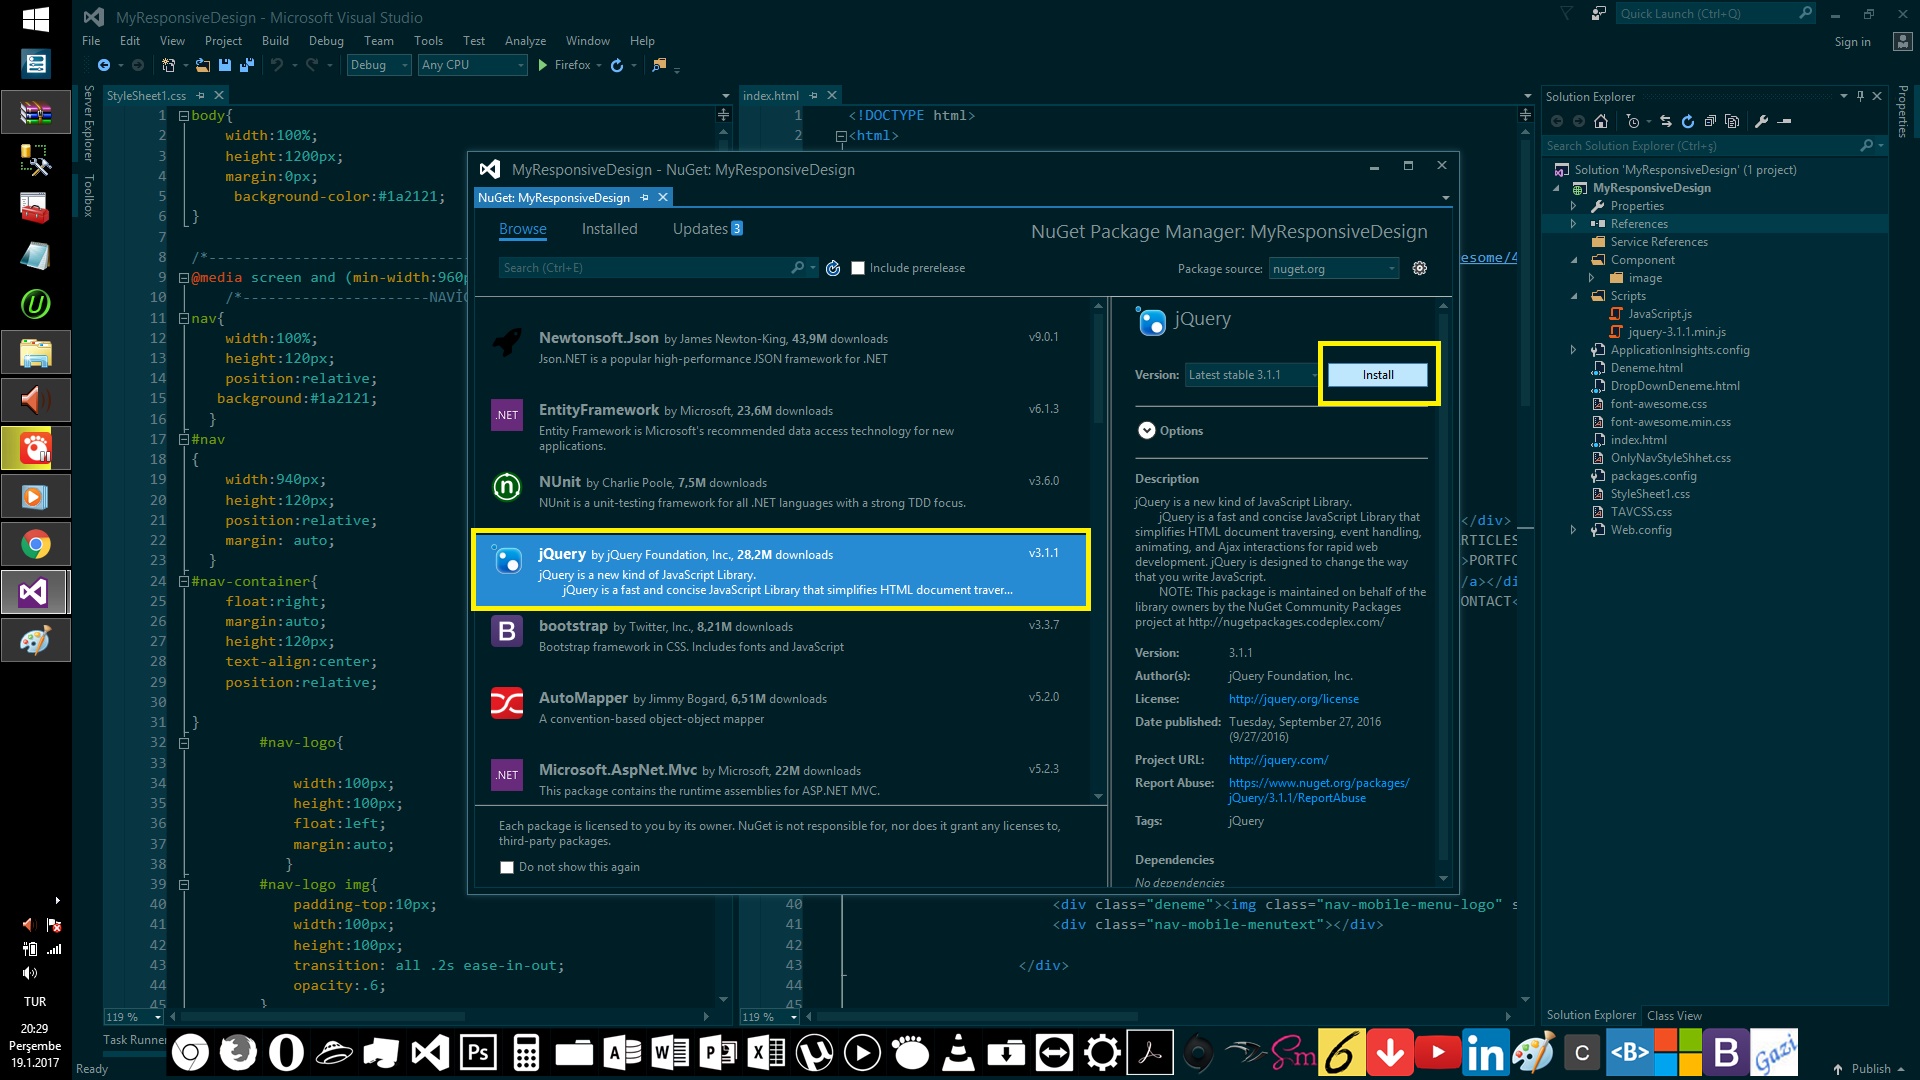 MyResponsiveDesign - Microsoft Visual Studio
Quick Launch (Ctrl+Q)
File Edit View Project Build Debug Team Tools Test Analyze Window Help
Sign in
Debug Any CPU Firefox
Server Explorer
Toolbox
StyleSheet1.css
1 body{
2 width:100%;
3 height:1200px;
4 margin:0px;
5 background-color:#1a2121;
6 }
7
8 /*-------------------------------
9 @media screen and (min-width:960p
10 /*----------------------NAVİG
11 nav{
12 width:100%;
13 height:120px;
14 position:relative;
15 background:#1a2121;
16 }
17 #nav
18 {
19 width:940px;
20 height:120px;
21 position:relative;
22 margin: auto;
23 }
24 #nav-container{
25 float:right;
26 margin:auto;
27 height:120px;
28 text-align:center;
29 position:relative;
30
31 }
32 #nav-logo{
33
34 width:100px;
35 height:100px;
36 float:left;
37 margin:auto;
38 }
39 #nav-logo img{
40 padding-top:10px;
41 width:100px;
42 height:100px;
43 transition: all .2s ease-in-out;
44 opacity:.6;
45 }
119 %
index.html
1 <!DOCTYPE html>
2 <html>
esome/4
</div>
RTICLES
>PORTFO
/a></di
ONTACT<
40 <div class="deneme"><img class="nav-mobile-menu-logo" s
41 <div class="nav-mobile-menutext"></div>
42
43 </div>
44
45
119 %
MyResponsiveDesign - NuGet: MyResponsiveDesign
NuGet: MyResponsiveDesign
Browse Installed Updates 3
NuGet Package Manager: MyResponsiveDesign
Search (Ctrl+E)
Include prerelease
Package source: nuget.org
Newtonsoft.Json by James Newton-King, 43,9M downloads v9.0.1
Json.NET is a popular high-performance JSON framework for .NET
.NET
EntityFramework by Microsoft, 23,6M downloads v6.1.3
Entity Framework is Microsoft's recommended data access technology for new
applications.
NUnit by Charlie Poole, 7,5M downloads v3.6.0
NUnit is a unit-testing framework for all .NET languages with a strong TDD focus.
jQuery by jQuery Foundation, Inc., 28,2M downloads v3.1.1
jQuery is a new kind of JavaScript Library.
jQuery is a fast and concise JavaScript Library that simplifies HTML document traver...
B
bootstrap by Twitter, Inc., 8,21M downloads v3.3.7
Bootstrap framework in CSS. Includes fonts and JavaScript
AutoMapper by Jimmy Bogard, 6,51M downloads v5.2.0
A convention-based object-object mapper
.NET
Microsoft.AspNet.Mvc by Microsoft, 22M downloads v5.2.3
This package contains the runtime assemblies for ASP.NET MVC.
Each package is licensed to you by its owner. NuGet is not responsible for, nor does it grant any licenses to,
third-party packages.
Do not show this again
jQuery
Version: Latest stable 3.1.1 Install
Options
Description
jQuery is a new kind of JavaScript Library.
jQuery is a fast and concise JavaScript Library that
simplifies HTML document traversing, event handling,
animating, and Ajax interactions for rapid web
development. jQuery is designed to change the way
that you write JavaScript.
NOTE: This package is maintained on behalf of the
library owners by the NuGet Community Packages
project at http://nugetpackages.codeplex.com/
Version: 3.1.1
Author(s): jQuery Foundation, Inc.
License: http://jquery.org/license
Date published: Tuesday, September 27, 2016
(9/27/2016)
Project URL: http://jquery.com/
Report Abuse: https://www.nuget.org/packages/
jQuery/3.1.1/ReportAbuse
Tags: jQuery
Dependencies
No dependencies
Solution Explorer
Search Solution Explorer (Ctrl+ş)
Solution 'MyResponsiveDesign' (1 project)
MyResponsiveDesign
Properties
References
Service References
Component
image
Scripts
JavaScript.js
jquery-3.1.1.min.js
ApplicationInsights.config
Deneme.html
DropDownDeneme.html
font-awesome.css
font-awesome.min.css
index.html
OnlyNavStyleShhet.css
packages.config
StyleSheet1.css
TAVCSS.css
Web.config
Solution Explorer Class View
Properties
Task Runner
Ready
Publish
TUR
20:29
Perşembe
19.1.2017
Ps
Sm
6
in
C
<B>
B
Gazi